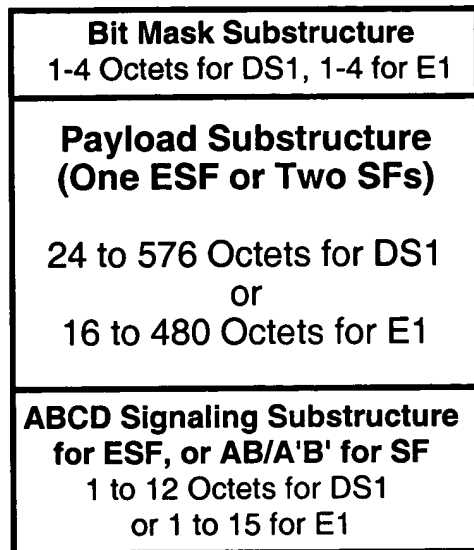 Bit Mask Substructure
1-4 Octets for DS1, 1-4 for E1
Payload Substructure
(One ESF or Two SFs)
24 to 576 Octets for DS1
or
16 to 480 Octets for E1
ABCD Signaling Substructure
for ESF, or AB/A'B' for SF
1 to 12 Octets for DS1
or 1 to 15 for E1